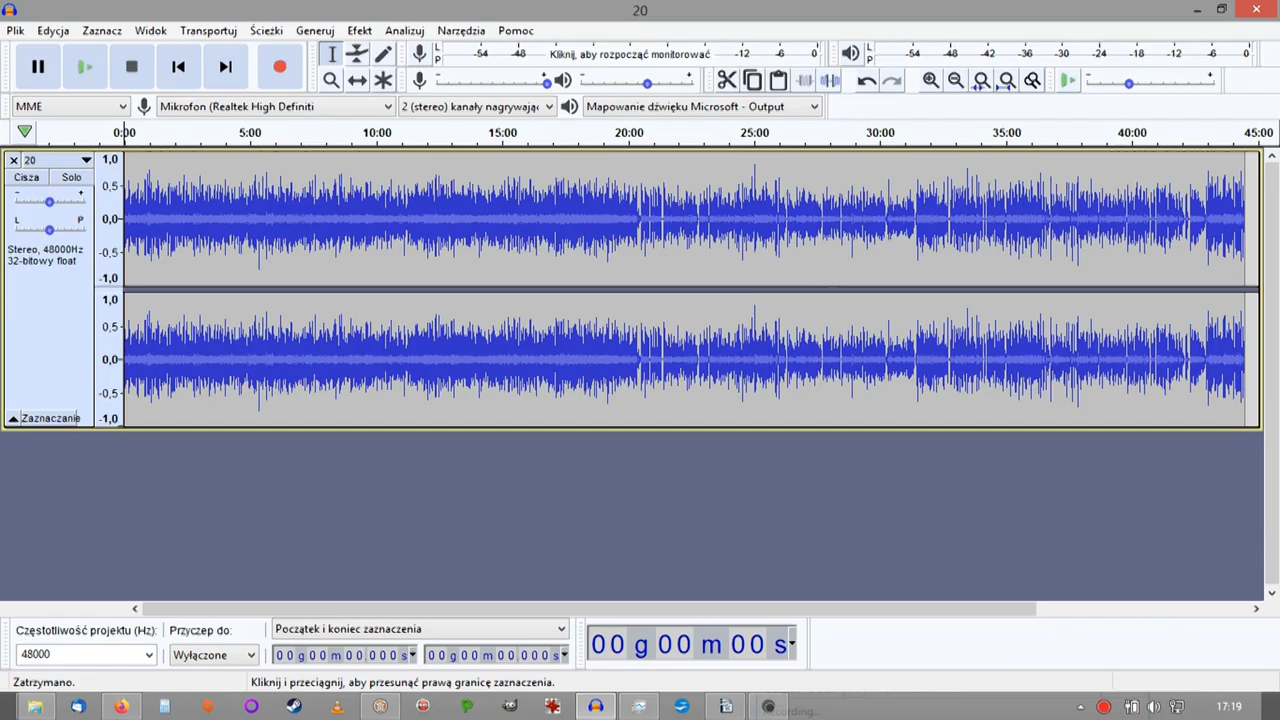 20
Plik Edycja Zaznacz Widok Transportuj Ścieżki Generuj Efekt Analizuj Narzędzia Pomoc
L P -54 -48 Kliknij, aby rozpocząć monitorować -12 -6 0 L P -54 -48 -42 -36 -30 -24 -18 -12 -6 0
- + - + - +
MME Mikrofon (Realtek High Definiti 2 (stereo) kanały nagrywając Mapowanie dźwięku Microsoft - Output
0:00 5:00 10:00 15:00 20:00 25:00 30:00 35:00 40:00 45:00
20 1,0
Cisza Solo 0,5
- +
L P 0,0
Stereo, 48000Hz -0,5
32-bitowy float
-1,0
1,0
0,5
0,0
-0,5
Zaznaczanie -1,0
Częstotliwość projektu (Hz): Przyczep do: Początek i koniec zaznaczenia
48000 Wyłączone 00 g 00 m 00,000 s 00 g 00 m 00,000 s 00 g 00 m 00 s
Zatrzymano. Kliknij i przeciągnij, aby przesunąć prawą granicę zaznaczenia.
Recording...
17:19